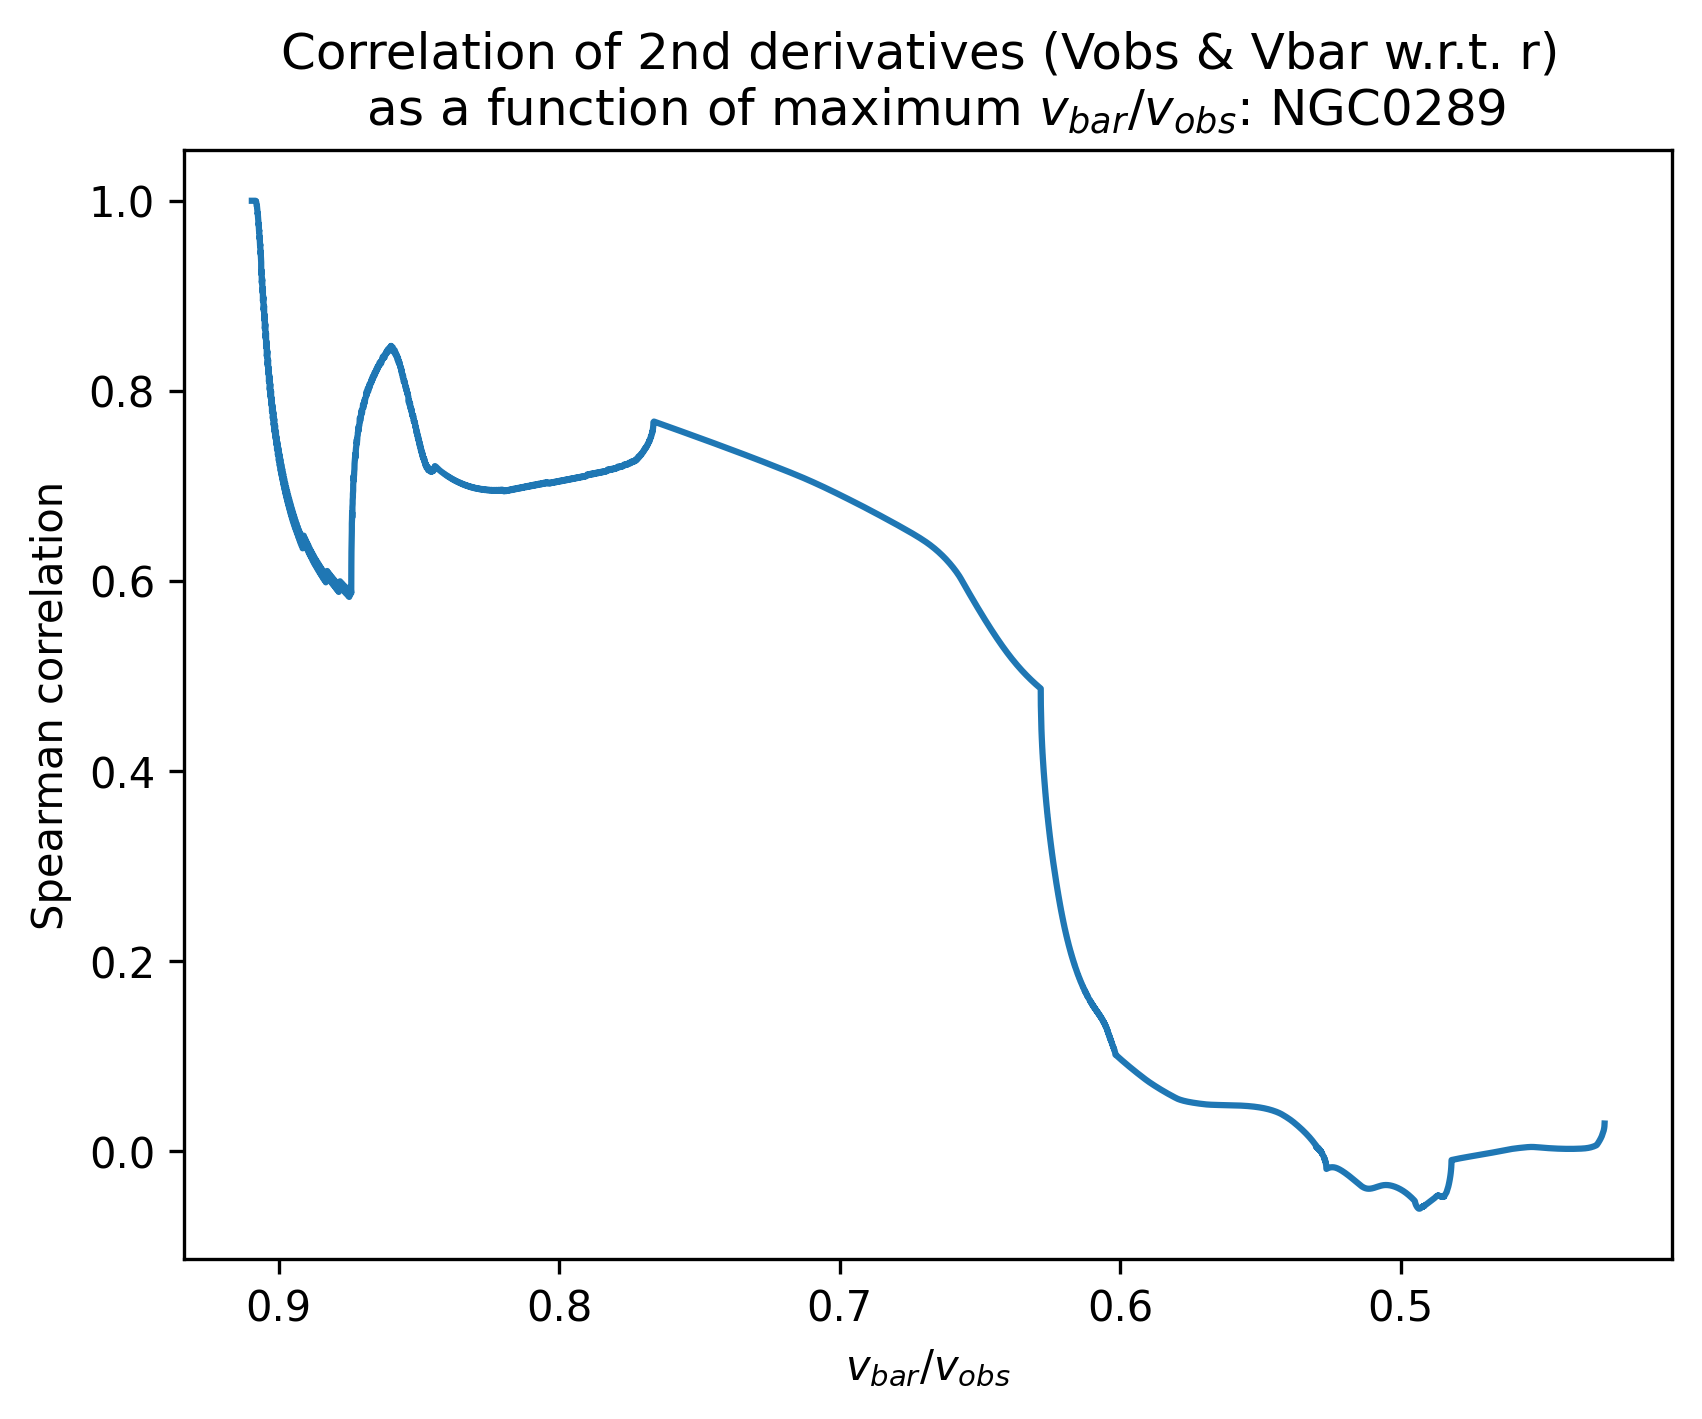 Correlation of 2nd derivatives (Vobs & Vbar w.r.t. r)
as a function of maximum v_bar/v_obs: NGC0289
1.0
0.8
0.6
0.4
0.2
0.0
Spearman correlation
0.9 0.8 0.7 0.6 0.5
v_bar/v_obs